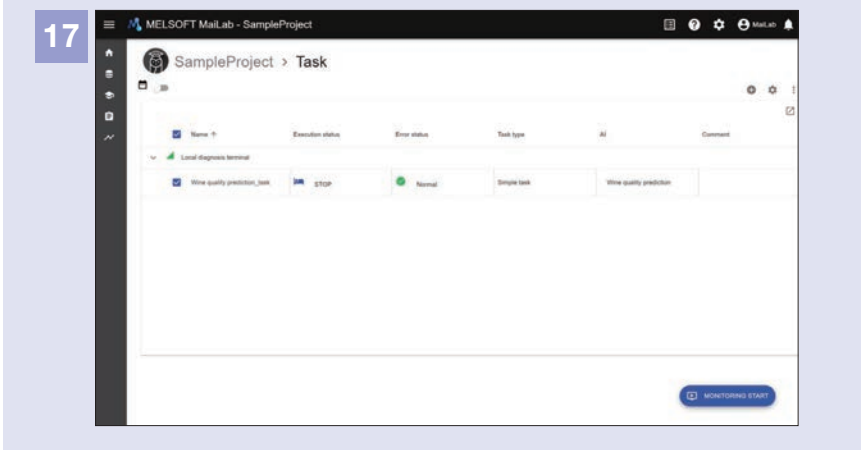 17
MELSOFT MaiLab - SampleProject
MaiLab
SampleProject > Task
Name ↑ Execution status Error status Task type AI Comment
Local diagnosis terminal
Wine quality prediction_task STOP Normal Simple task Wine quality prediction
MONITORING START